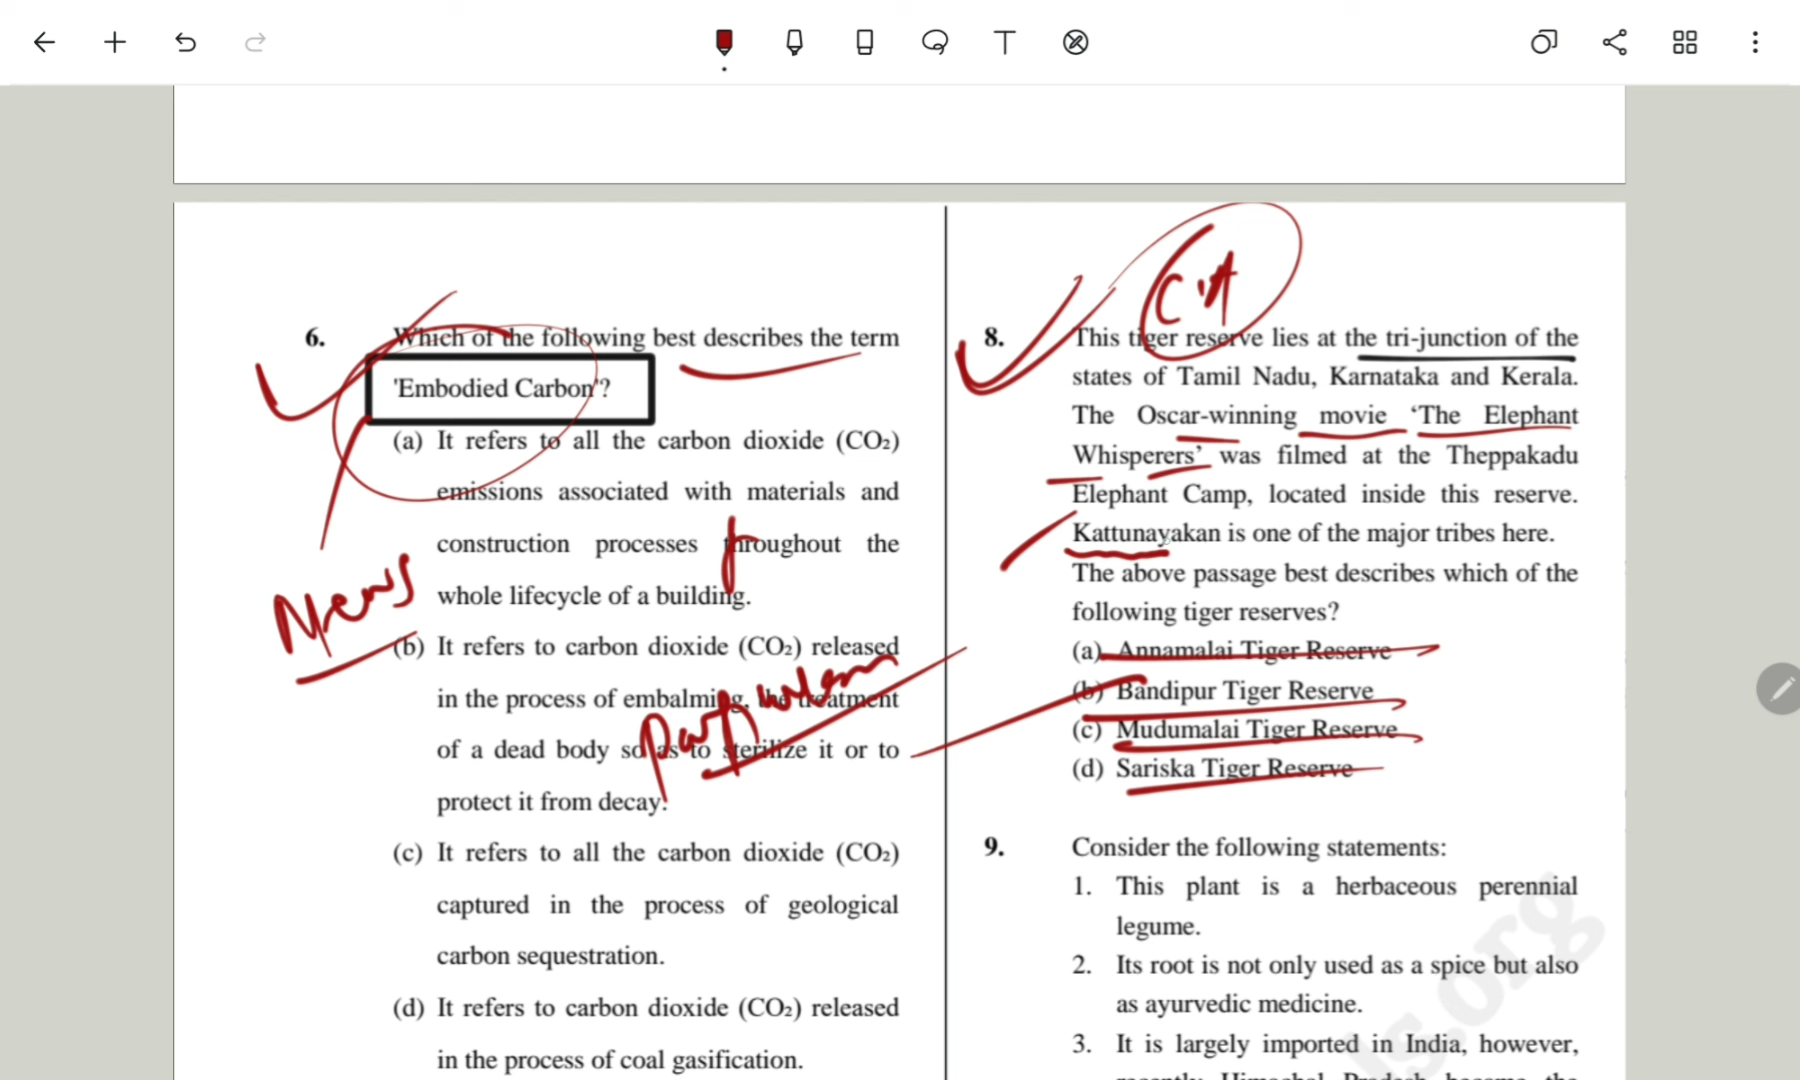 6.
Which of the following best describes the term
'Embodied Carbon'?
(a) It refers to all the carbon dioxide (CO₂)
emissions associated with materials and
construction processes throughout the
whole lifecycle of a building.
(b) It refers to carbon dioxide (CO₂) released
in the process of embalming, the treatment
of a dead body so as to sterilize it or to
protect it from decay.
(c) It refers to all the carbon dioxide (CO₂)
captured in the process of geological
carbon sequestration.
(d) It refers to carbon dioxide (CO₂) released
in the process of coal gasification.
News
C.A
8.
This tiger reserve lies at the tri-junction of the
states of Tamil Nadu, Karnataka and Kerala.
The Oscar-winning movie ‘The Elephant
Whisperers’ was filmed at the Theppakadu
Elephant Camp, located inside this reserve.
Kattunayakan is one of the major tribes here.
The above passage best describes which of the
following tiger reserves?
(a) Annamalai Tiger Reserve
(b) Bandipur Tiger Reserve
(c) Mudumalai Tiger Reserve
(d) Sariska Tiger Reserve
9.
Consider the following statements:
1. This plant is a herbaceous perennial
legume.
2. Its root is not only used as a spice but also
as ayurvedic medicine.
3. It is largely imported in India, however,
recently Himachal Pradesh became the
ls.org